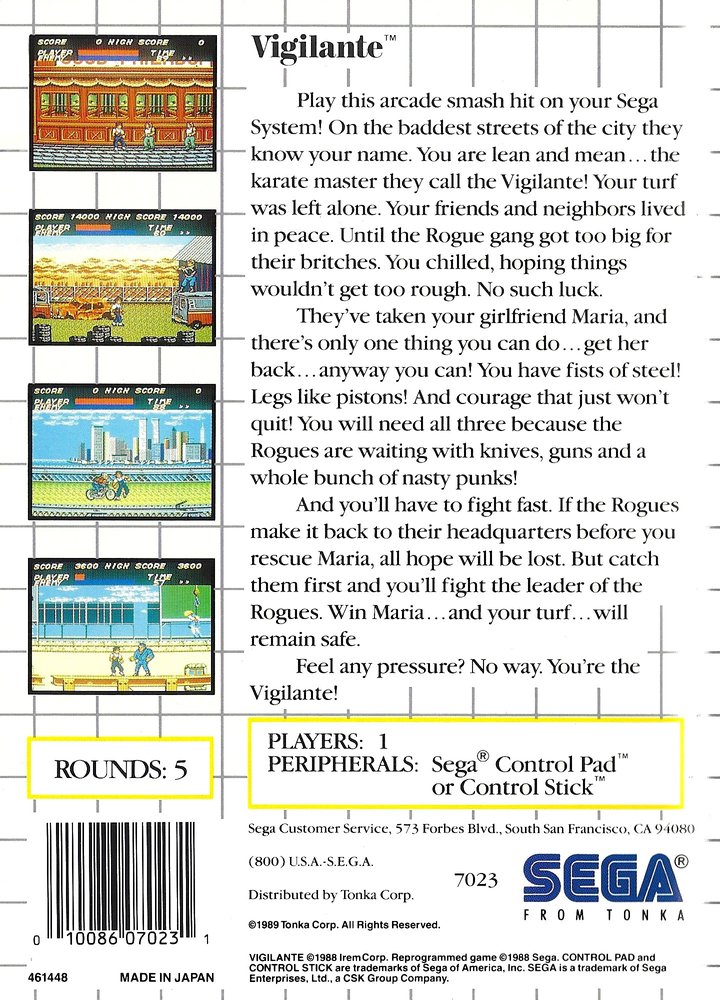 SCORE 0 HIGH SCORE 0
PLAYER TIME
ENEMY
SCORE 14000 HIGH SCORE 14000
PLAYER TIME
ENEMY 60
SCORE 0 HIGH SCORE 0
PLAYER TIME
ENEMY
SCORE 3600 HIGH SCORE 3600
PLAYER TIME
ENEMY
ROUNDS: 5
Vigilante™
Play this arcade smash hit on your Sega
System! On the baddest streets of the city they
know your name. You are lean and mean...the
karate master they call the Vigilante! Your turf
was left alone. Your friends and neighbors lived
in peace. Until the Rogue gang got too big for
their britches. You chilled, hoping things
wouldn't get too rough. No such luck.
They've taken your girlfriend Maria, and
there's only one thing you can do...get her
back...anyway you can! You have fists of steel!
Legs like pistons! And courage that just won't
quit! You will need all three because the
Rogues are waiting with knives, guns and a
whole bunch of nasty punks!
And you'll have to fight fast. If the Rogues
make it back to their headquarters before you
rescue Maria, all hope will be lost. But catch
them first and you'll fight the leader of the
Rogues. Win Maria...and your turf...will
remain safe.
Feel any pressure? No way. You're the
Vigilante!
PLAYERS: 1
PERIPHERALS: Sega® Control Pad™
or Control Stick™
Sega Customer Service, 573 Forbes Blvd., South San Francisco, CA 94080
(800) U.S.A.-S.E.G.A.
Distributed by Tonka Corp.
7023
SEGA®
FROM TONKA
©1989 Tonka Corp. All Rights Reserved.
VIGILANTE ©1988 Irem Corp. Reprogrammed game ©1988 Sega. CONTROL PAD and
CONTROL STICK are trademarks of Sega of America, Inc. SEGA is a trademark of Sega
Enterprises, Ltd., a CSK Group Company.
0 10086 07023 1
461448 MADE IN JAPAN